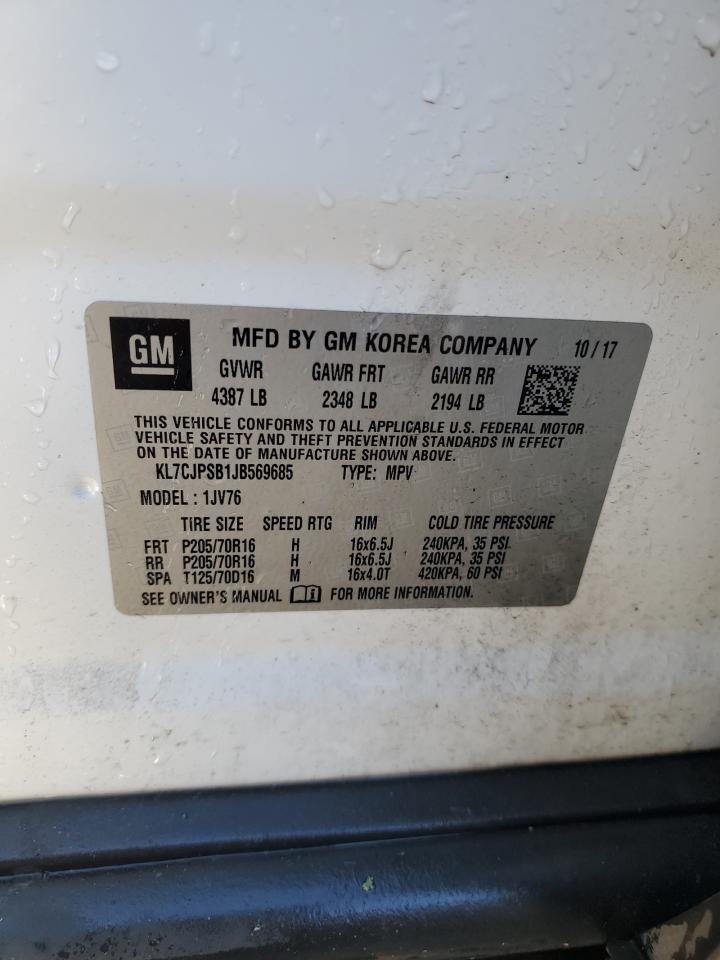 GM MFD BY GM KOREA COMPANY 10/17
GVWR GAWR FRT GAWR RR
4387 LB 2348 LB 2194 LB
THIS VEHICLE CONFORMS TO ALL APPLICABLE U.S. FEDERAL MOTOR
VEHICLE SAFETY AND THEFT PREVENTION STANDARDS IN EFFECT
ON THE DATE OF MANUFACTURE SHOWN ABOVE.
KL7CJPSB1JB569685 TYPE: MPV
MODEL : 1JV76
TIRE SIZE SPEED RTG RIM COLD TIRE PRESSURE
FRT P205/70R16 H 16x6.5J 240KPA, 35 PSI
RR P205/70R16 H 16x6.5J 240KPA, 35 PSI
SPA T125/70D16 M 16x4.0T 420KPA, 60 PSI
SEE OWNER'S MANUAL FOR MORE INFORMATION.